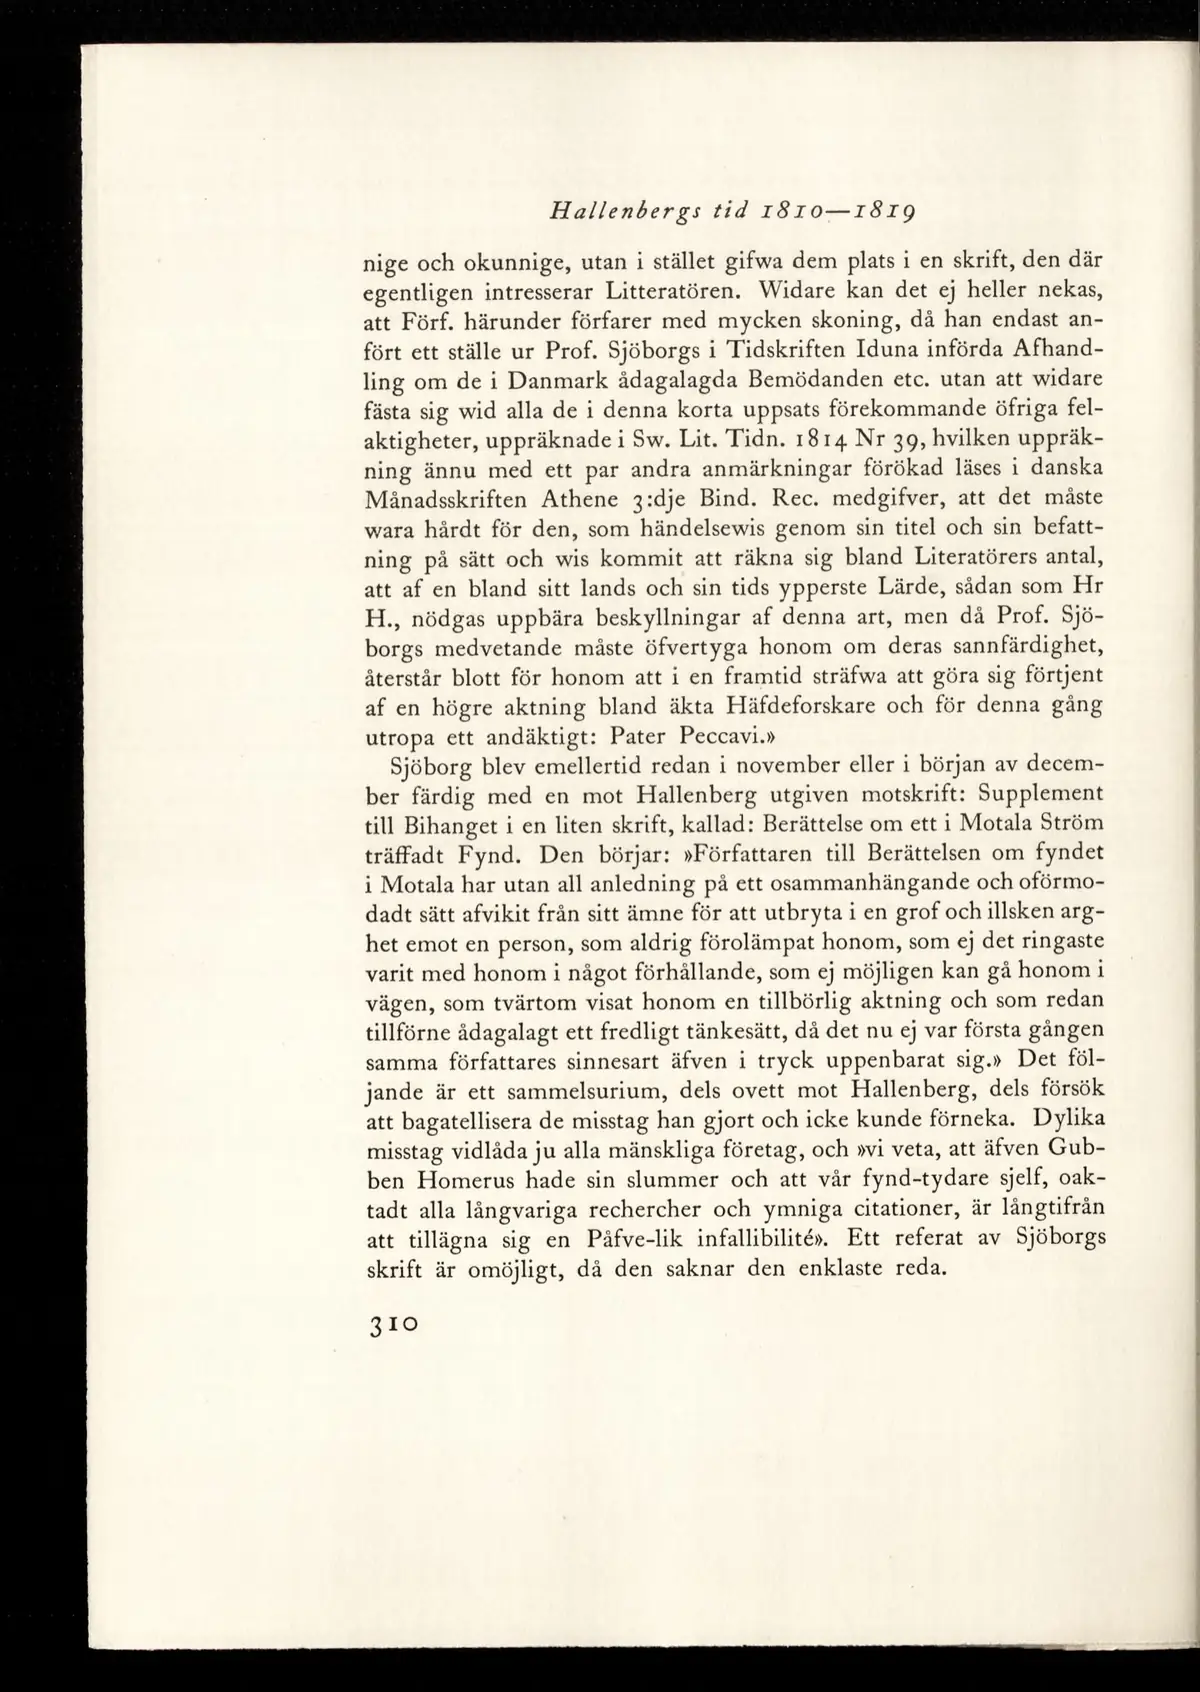 Hallenbergs tid 1810—1819
nige och okunnige, utan i stället gifwa dem plats i en skrift, den där
egentligen intresserar Litteratören. Widare kan det ej heller nekas,
att Förf. härunder förfarer med mycken skoning, då han endast an-
fört ett ställe ur Prof. Sjöborgs i Tidskriften Iduna införda Afhand-
ling om de i Danmark ådagalagda Bemödanden etc. utan att widare
fästa sig wid alla de i denna korta uppsats förekommande öfriga fel-
aktigheter, uppräknade i Sw. Lit. Tidn. 1814 Nr 39, hvilken uppräk-
ning ännu med ett par andra anmärkningar förökad läses i danska
Månadsskriften Athene 3:dje Bind. Rec. medgifver, att det måste
wara hårdt för den, som händelsewis genom sin titel och sin befatt-
ning på sätt och wis kommit att räkna sig bland Literatörers antal,
att af en bland sitt lands och sin tids ypperste Lärde, sådan som Hr
H., nödgas uppbära beskyllningar af denna art, men då Prof. Sjö-
borgs medvetande måste öfvertyga honom om deras sannfärdighet,
återstår blott för honom att i en framtid sträfwa att göra sig förtjent
af en högre aktning bland äkta Häfdeforskare och för denna gång
utropa ett andäktigt: Pater Peccavi.»
Sjöborg blev emellertid redan i november eller i början av decem-
ber färdig med en mot Hallenberg utgiven motskrift: Supplement
till Bihanget i en liten skrift, kallad: Berättelse om ett i Motala Ström
träffadt Fynd. Den börjar: »Författaren till Berättelsen om fyndet
i Motala har utan all anledning på ett osammanhängande och oförmo-
dadt sätt afvikit från sitt ämne för att utbryta i en grof och illsken arg-
het emot en person, som aldrig förolämpat honom, som ej det ringaste
varit med honom i något förhållande, som ej möjligen kan gå honom i
vägen, som tvärtom visat honom en tillbörlig aktning och som redan
tillförne ådagalagt ett fredligt tänkesätt, då det nu ej var första gången
samma författares sinnesart äfven i tryck uppenbarat sig.» Det föl-
jande är ett sammelsurium, dels ovett mot Hallenberg, dels försök
att bagatellisera de misstag han gjort och icke kunde förneka. Dylika
misstag vidlåda ju alla mänskliga företag, och »vi veta, att äfven Gub-
ben Homerus hade sin slummer och att vår fynd-tydare sjelf, oak-
tadt alla långvariga rechercher och ymniga citationer, är långtifrån
att tillägna sig en Påfve-lik infallibilité». Ett referat av Sjöborgs
skrift är omöjligt, då den saknar den enklaste reda.
310